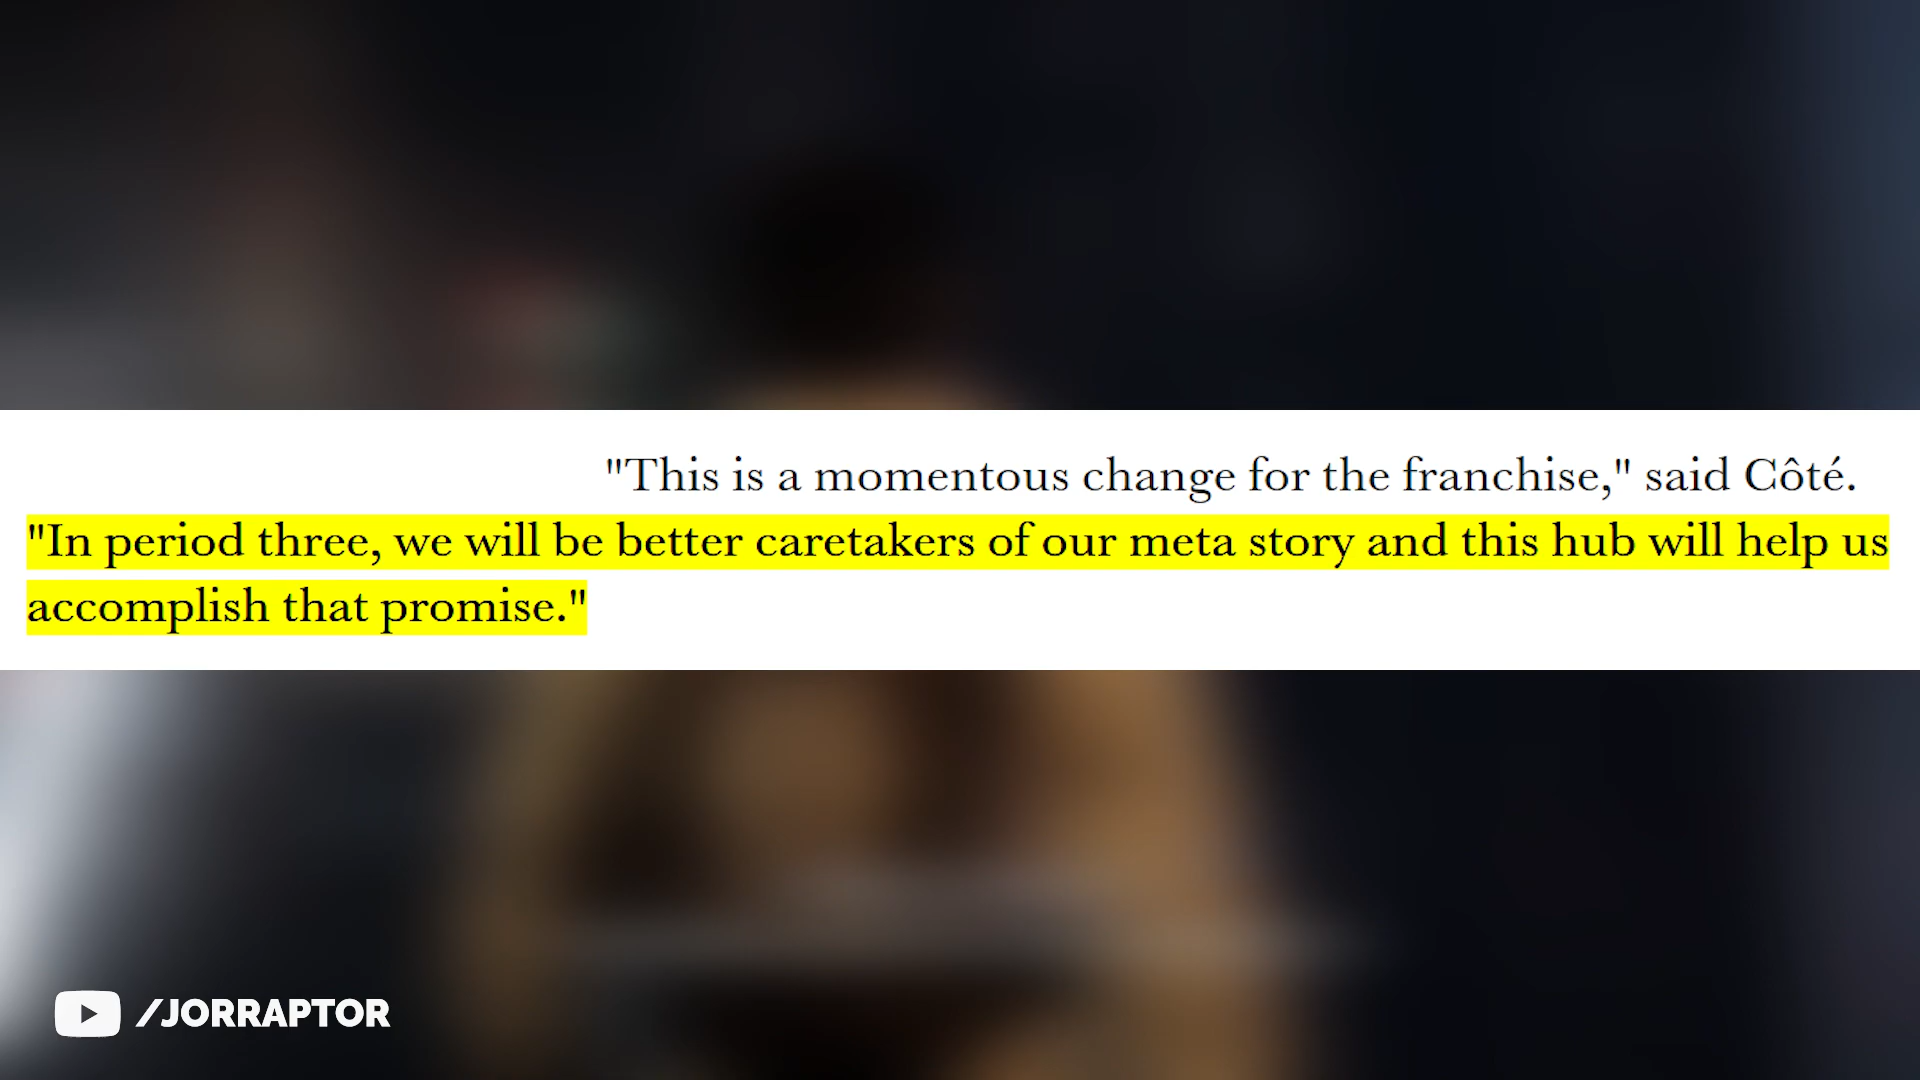 "This is a momentous change for the franchise," said Côté.
"In period three, we will be better caretakers of our meta story and this hub will help us
accomplish that promise."
/JORRAPTOR